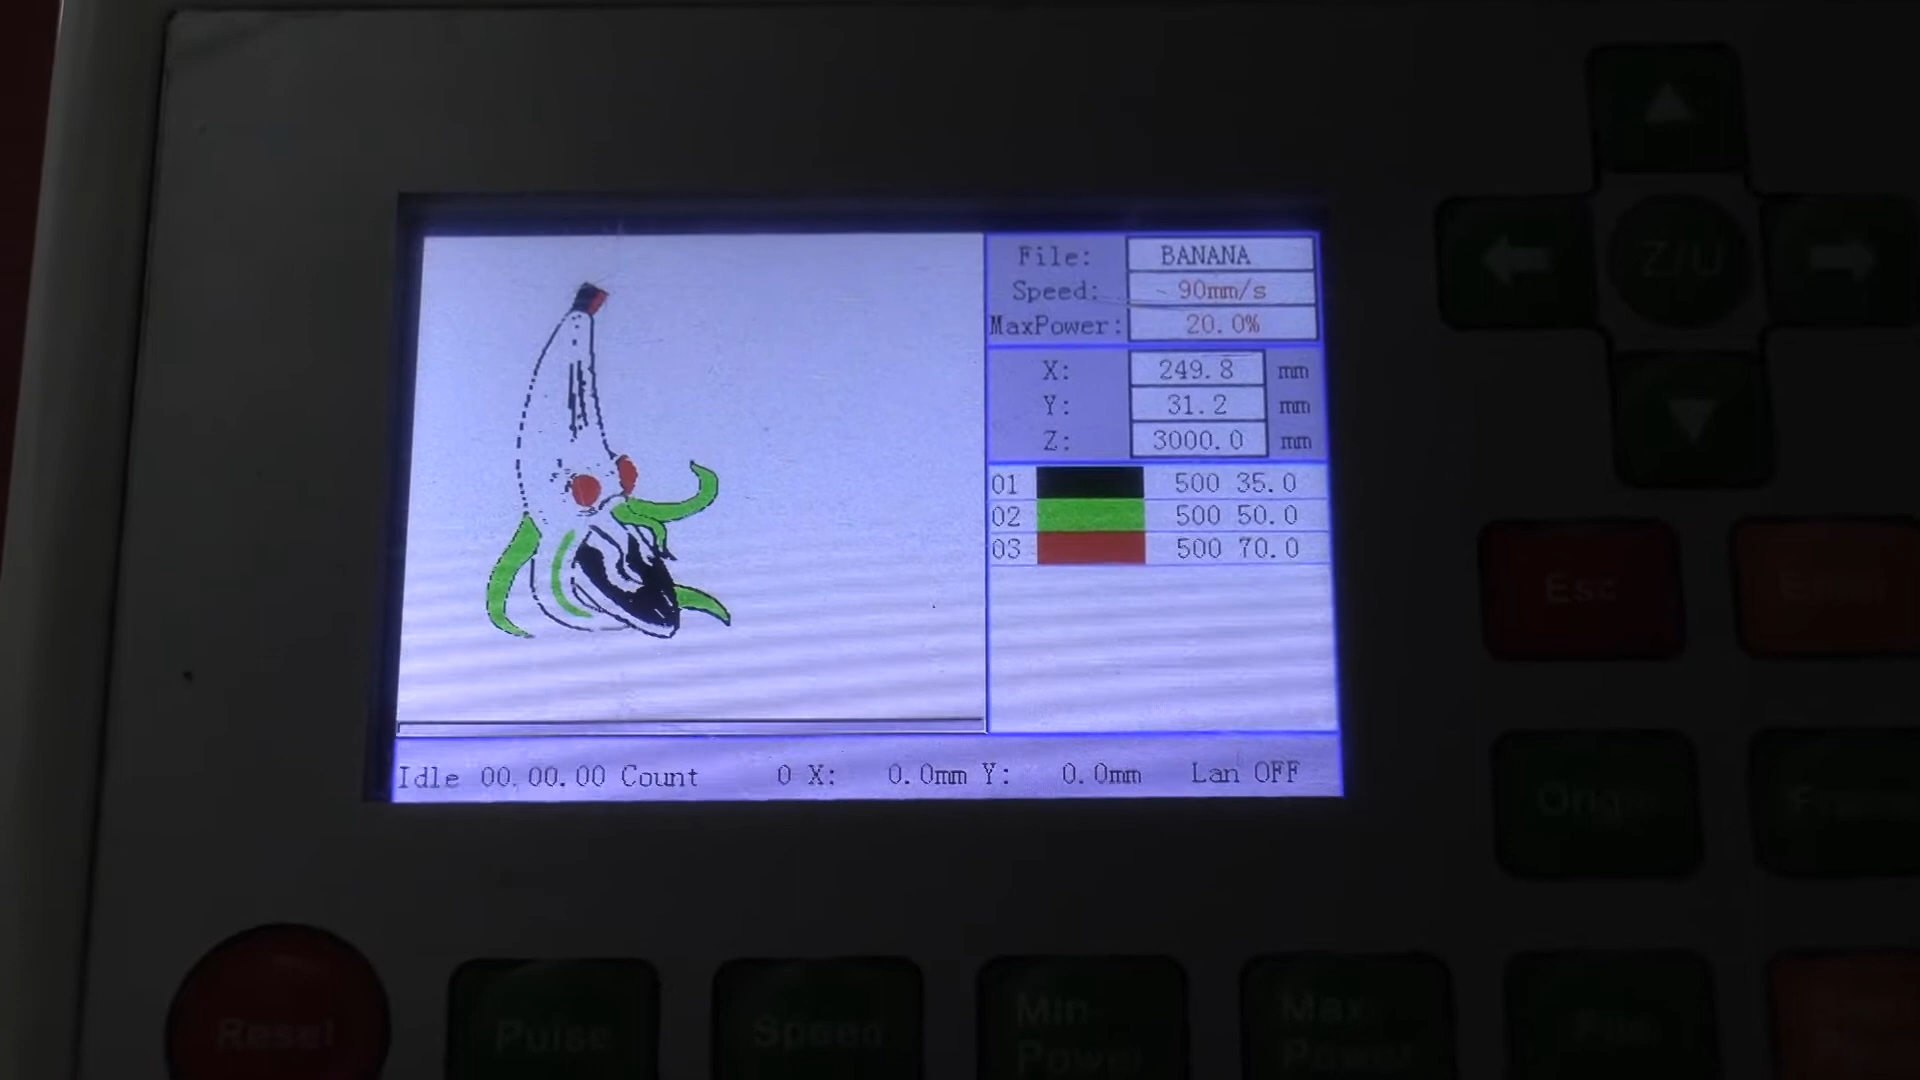 File: BANANA
Speed: 90mm/s
MaxPower: 20.0%
X: 249.8 mm
Y: 31.2 mm
Z: 3000.0 mm
01 500 35.0
02 500 50.0
03 500 70.0
Idle 00.00.00 Count 0 X: 0.0mm Y: 0.0mm Lan OFF
Z/U
Esc
Origin
Reset
Pulse
Speed
Min-
Power
Max-
Power
File